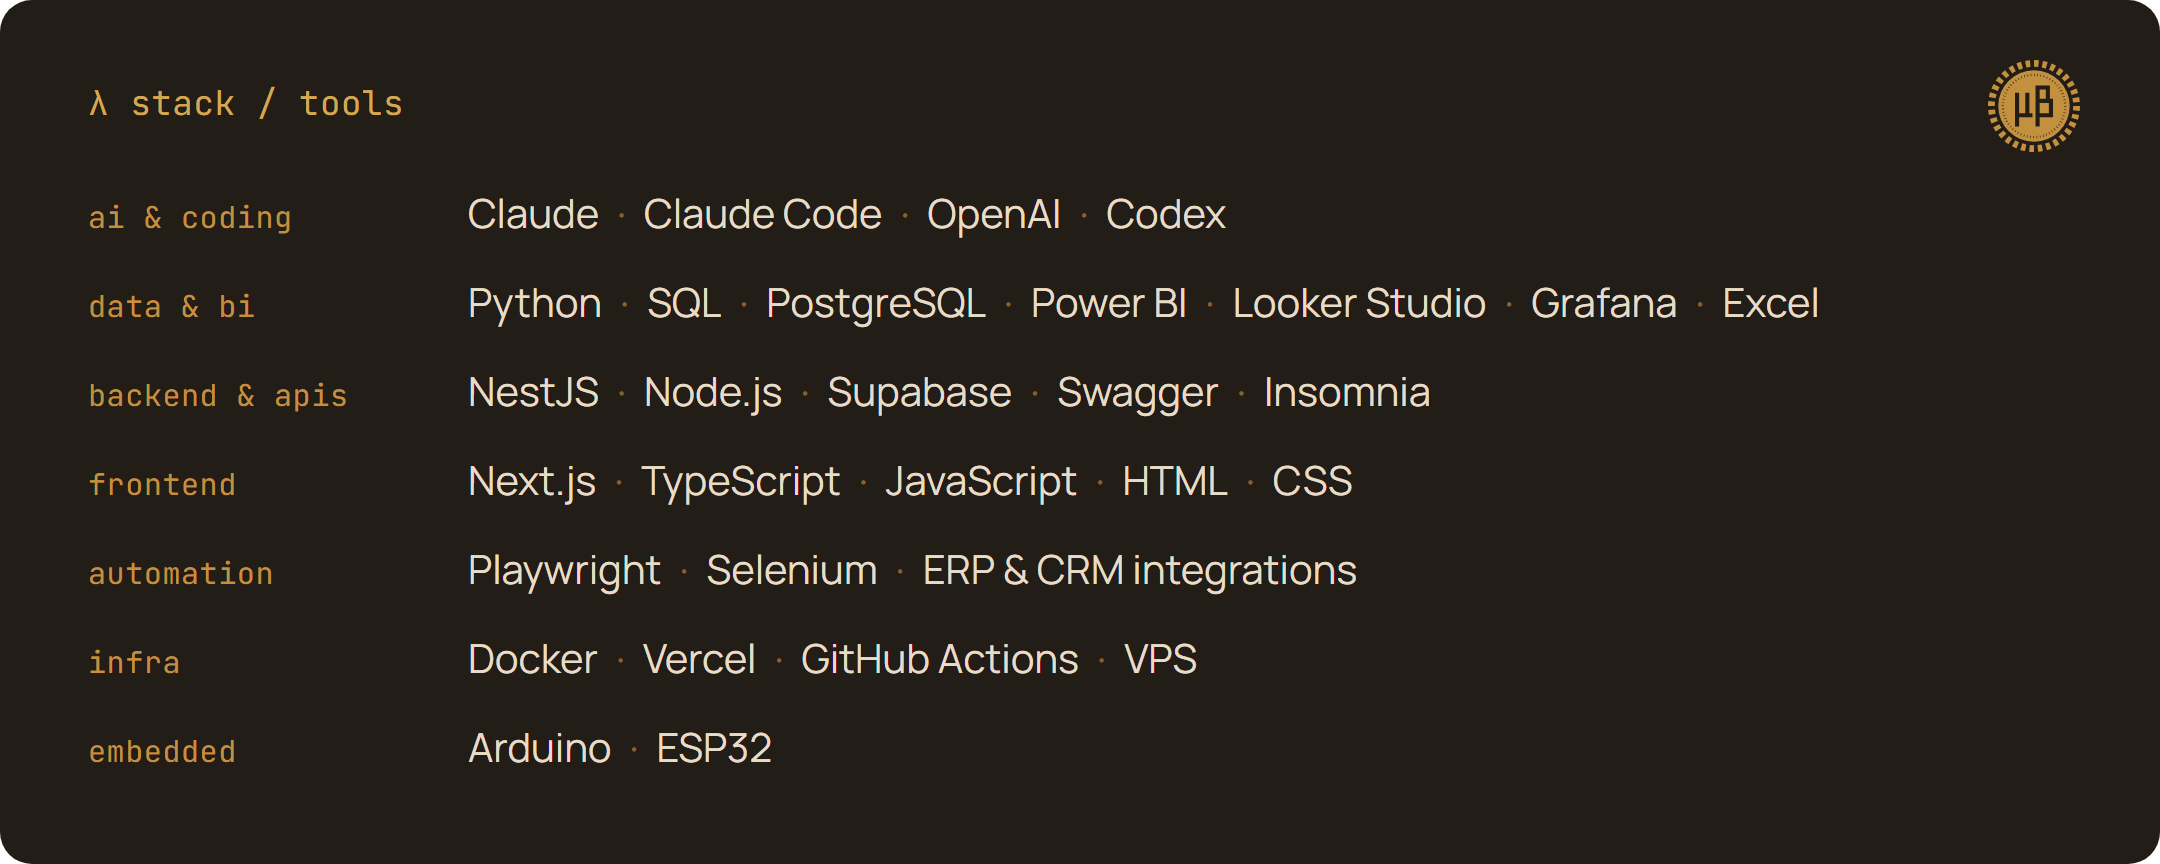 λ stack / tools
μB
ai & coding Claude · Claude Code · OpenAI · Codex
data & bi Python · SQL · PostgreSQL · Power BI · Looker Studio · Grafana · Excel
backend & apis NestJS · Node.js · Supabase · Swagger · Insomnia
frontend Next.js · TypeScript · JavaScript · HTML · CSS
automation Playwright · Selenium · ERP & CRM integrations
infra Docker · Vercel · GitHub Actions · VPS
embedded Arduino · ESP32